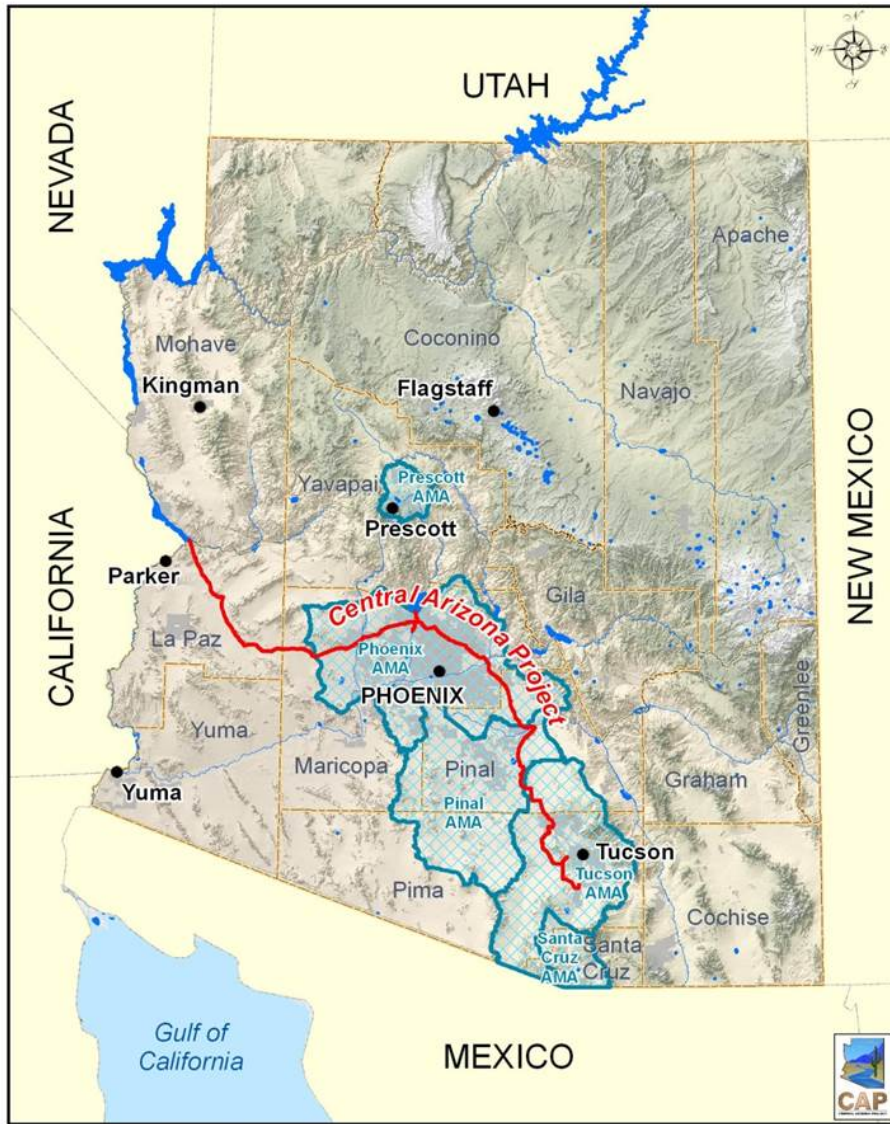 UTAH
NEVADA
Apache
Mohave
Coconino
Kingman
Flagstaff
Navajo
Prescott
AMA
Yavapai
Prescott
CALIFORNIA
NEW MEXICO
Parker
Gila
Central Arizona Project
La Paz
Phoenix
AMA
PHOENIX
Greenlee
Yuma
Maricopa
Pinal
Graham
Yuma
Pinal
AMA
Tucson
Tucson
AMA
Pima
Cochise
Santa
Cruz
AMA
Santa
Cruz
Gulf of
California
MEXICO
CAP